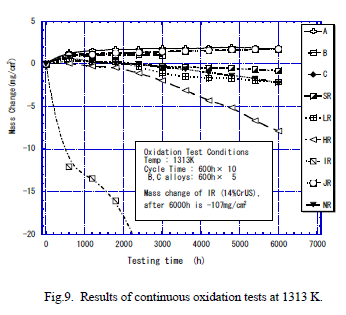 5
0
-5
-10
-15
-20
Mass Change(mg/cm²)
0 1000 2000 3000 4000 5000 6000 7000
Testing time (h)
Oxidation Test Conditions
Temp : 1313K
Cycle Time : 600h× 10
B,C alloys: 600h× 5
Mass change of IR (14%CrUS),
after 6000h is -107mg/cm²
A
B
C
SR
LR
HR
IR
JR
NR
Fig.9. Results of continuous oxidation tests at 1313 K.